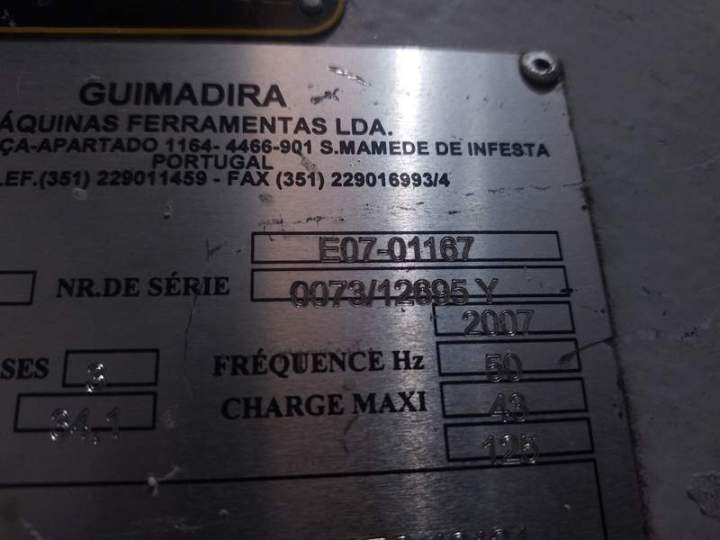 GUIMADIRA
ÁQUINAS FERRAMENTAS LDA.
ÇA-APARTADO 1164- 4466-901 S.MAMEDE DE INFESTA
PORTUGAL
LEF.(351) 229011459 - FAX (351) 229016993/4
E07-01167
NR.DE SÉRIE 0073/12695 Y
2007
SES 3 FRÉQUENCE Hz 50
34,1 CHARGE MAXI 43
125